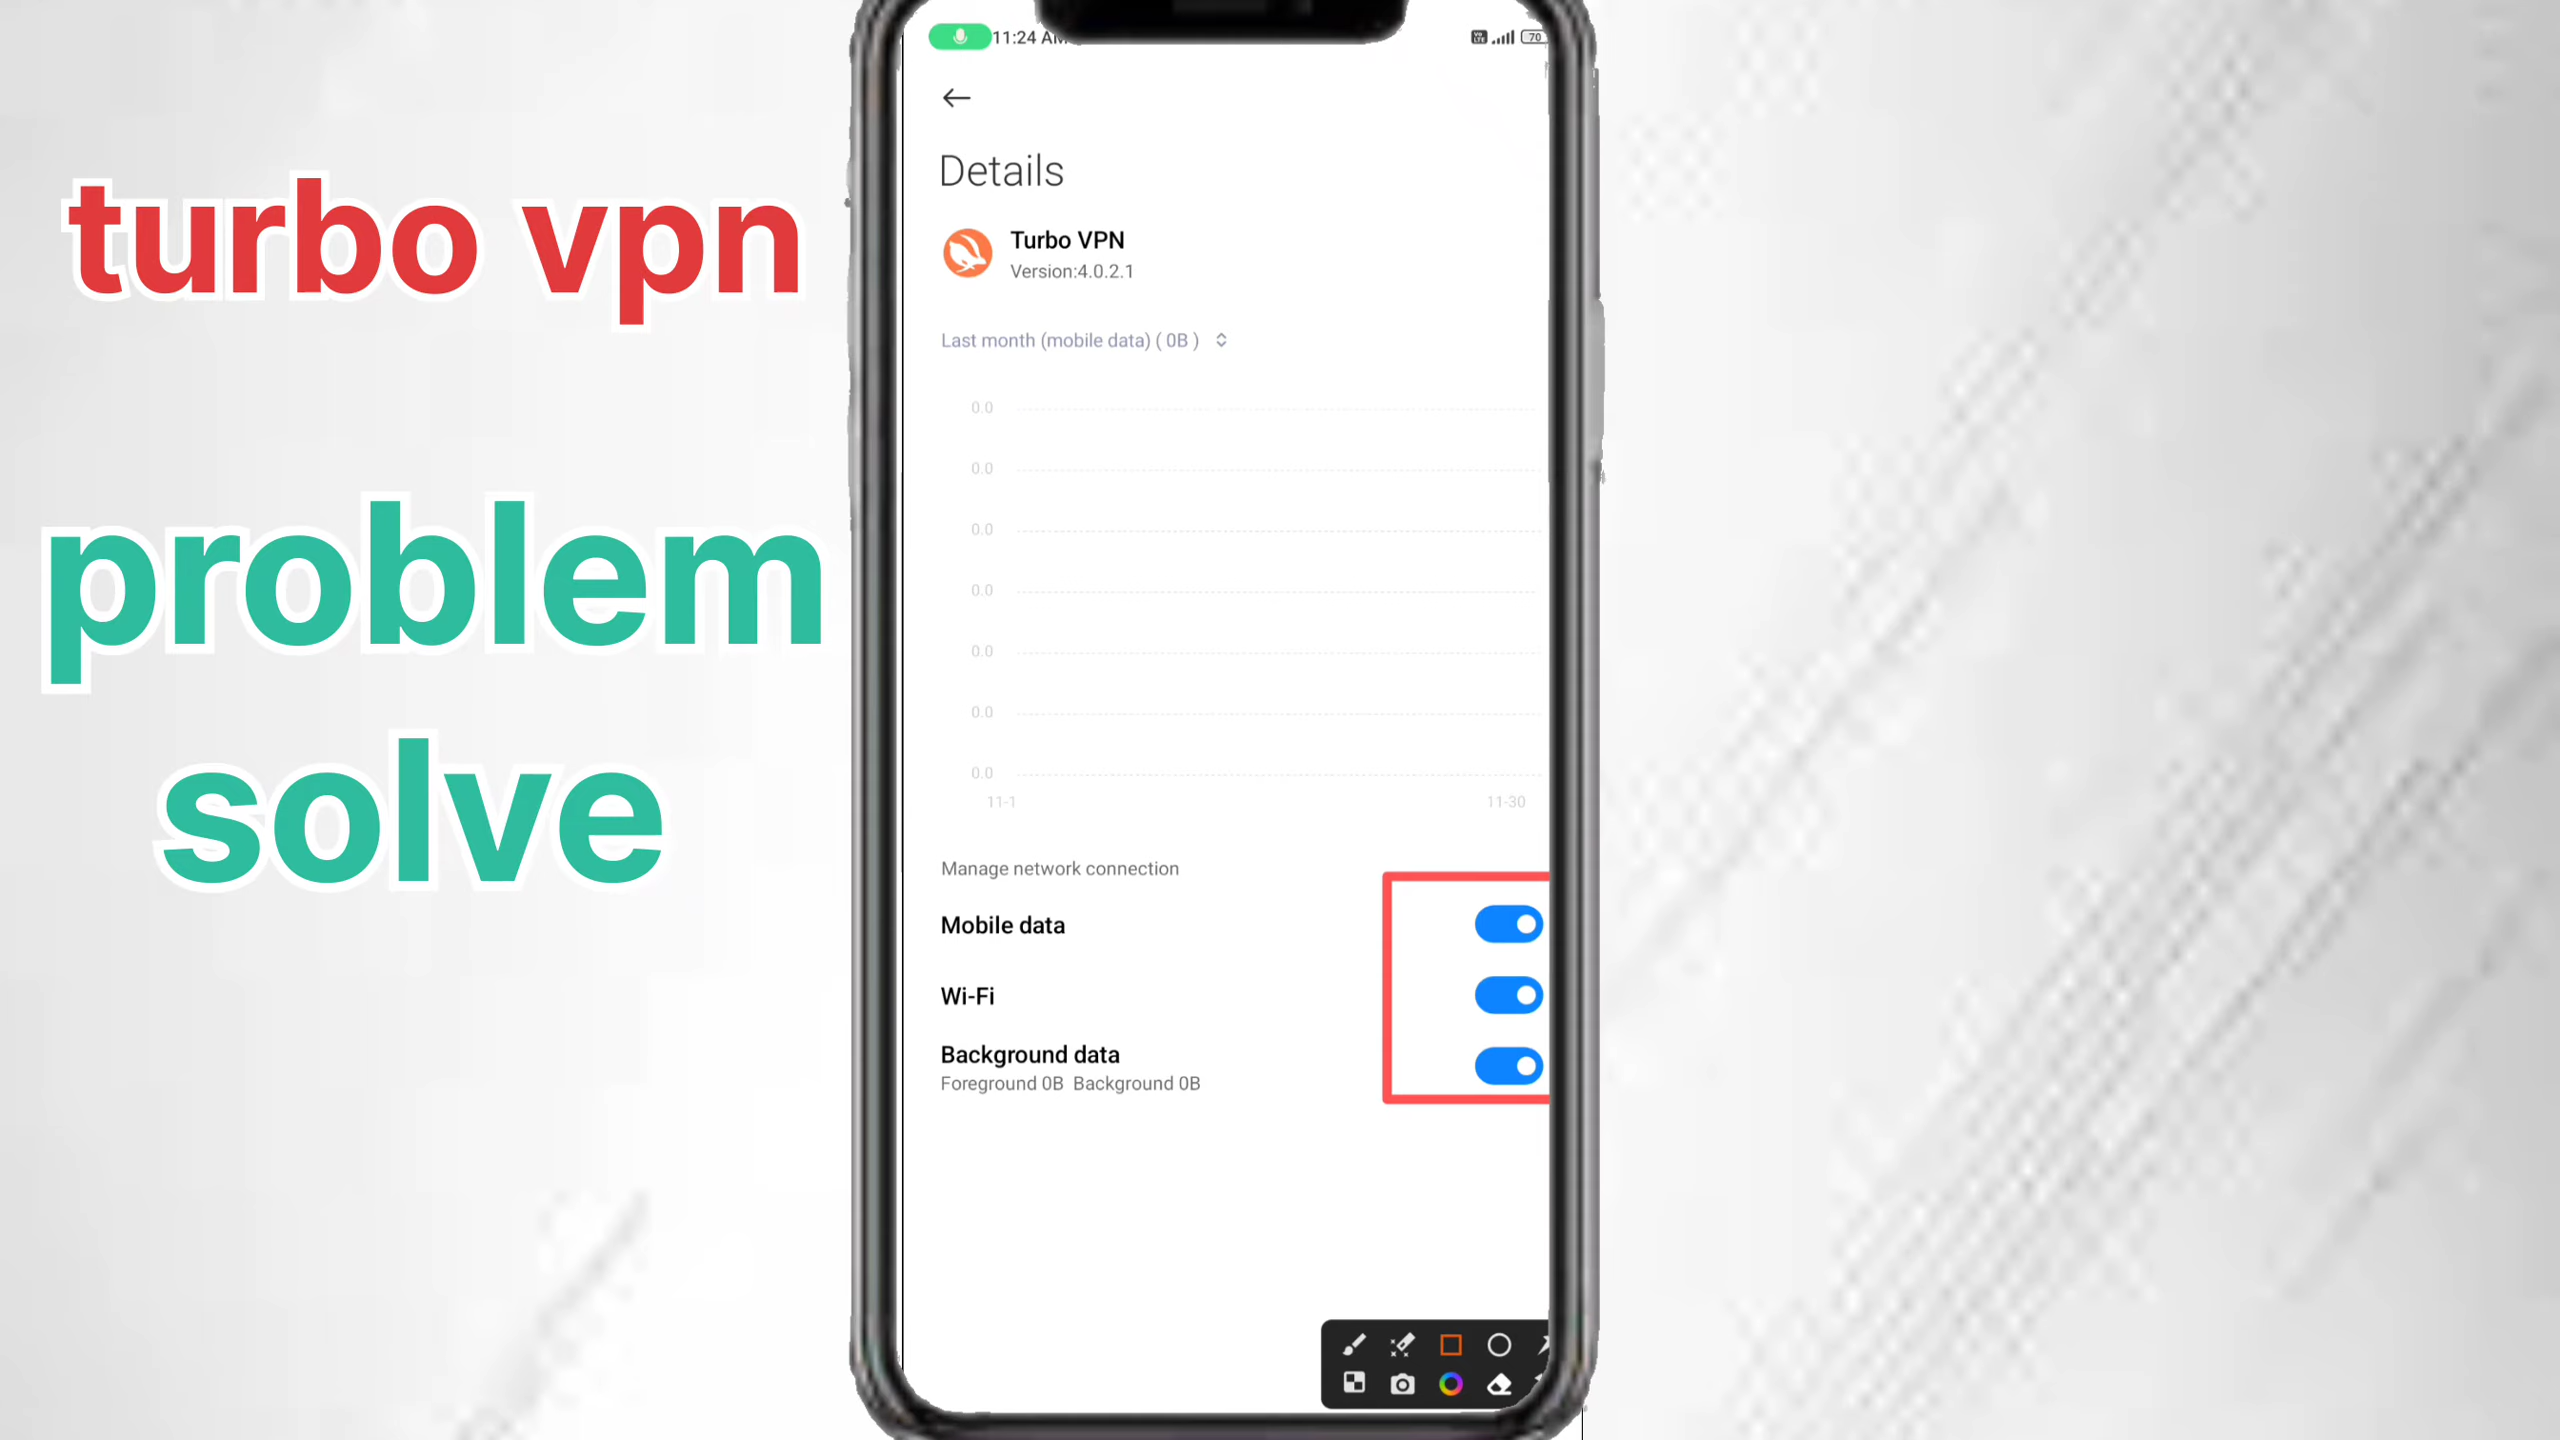 turbo vpn
problem
solve
11:24 AM
70
Details
Turbo VPN
Version:4.0.2.1
Last month (mobile data) ( 0B )
0.0
0.0
0.0
0.0
0.0
0.0
0.0
11-1 11-30
Manage network connection
Mobile data
Wi-Fi
Background data
Foreground 0B Background 0B